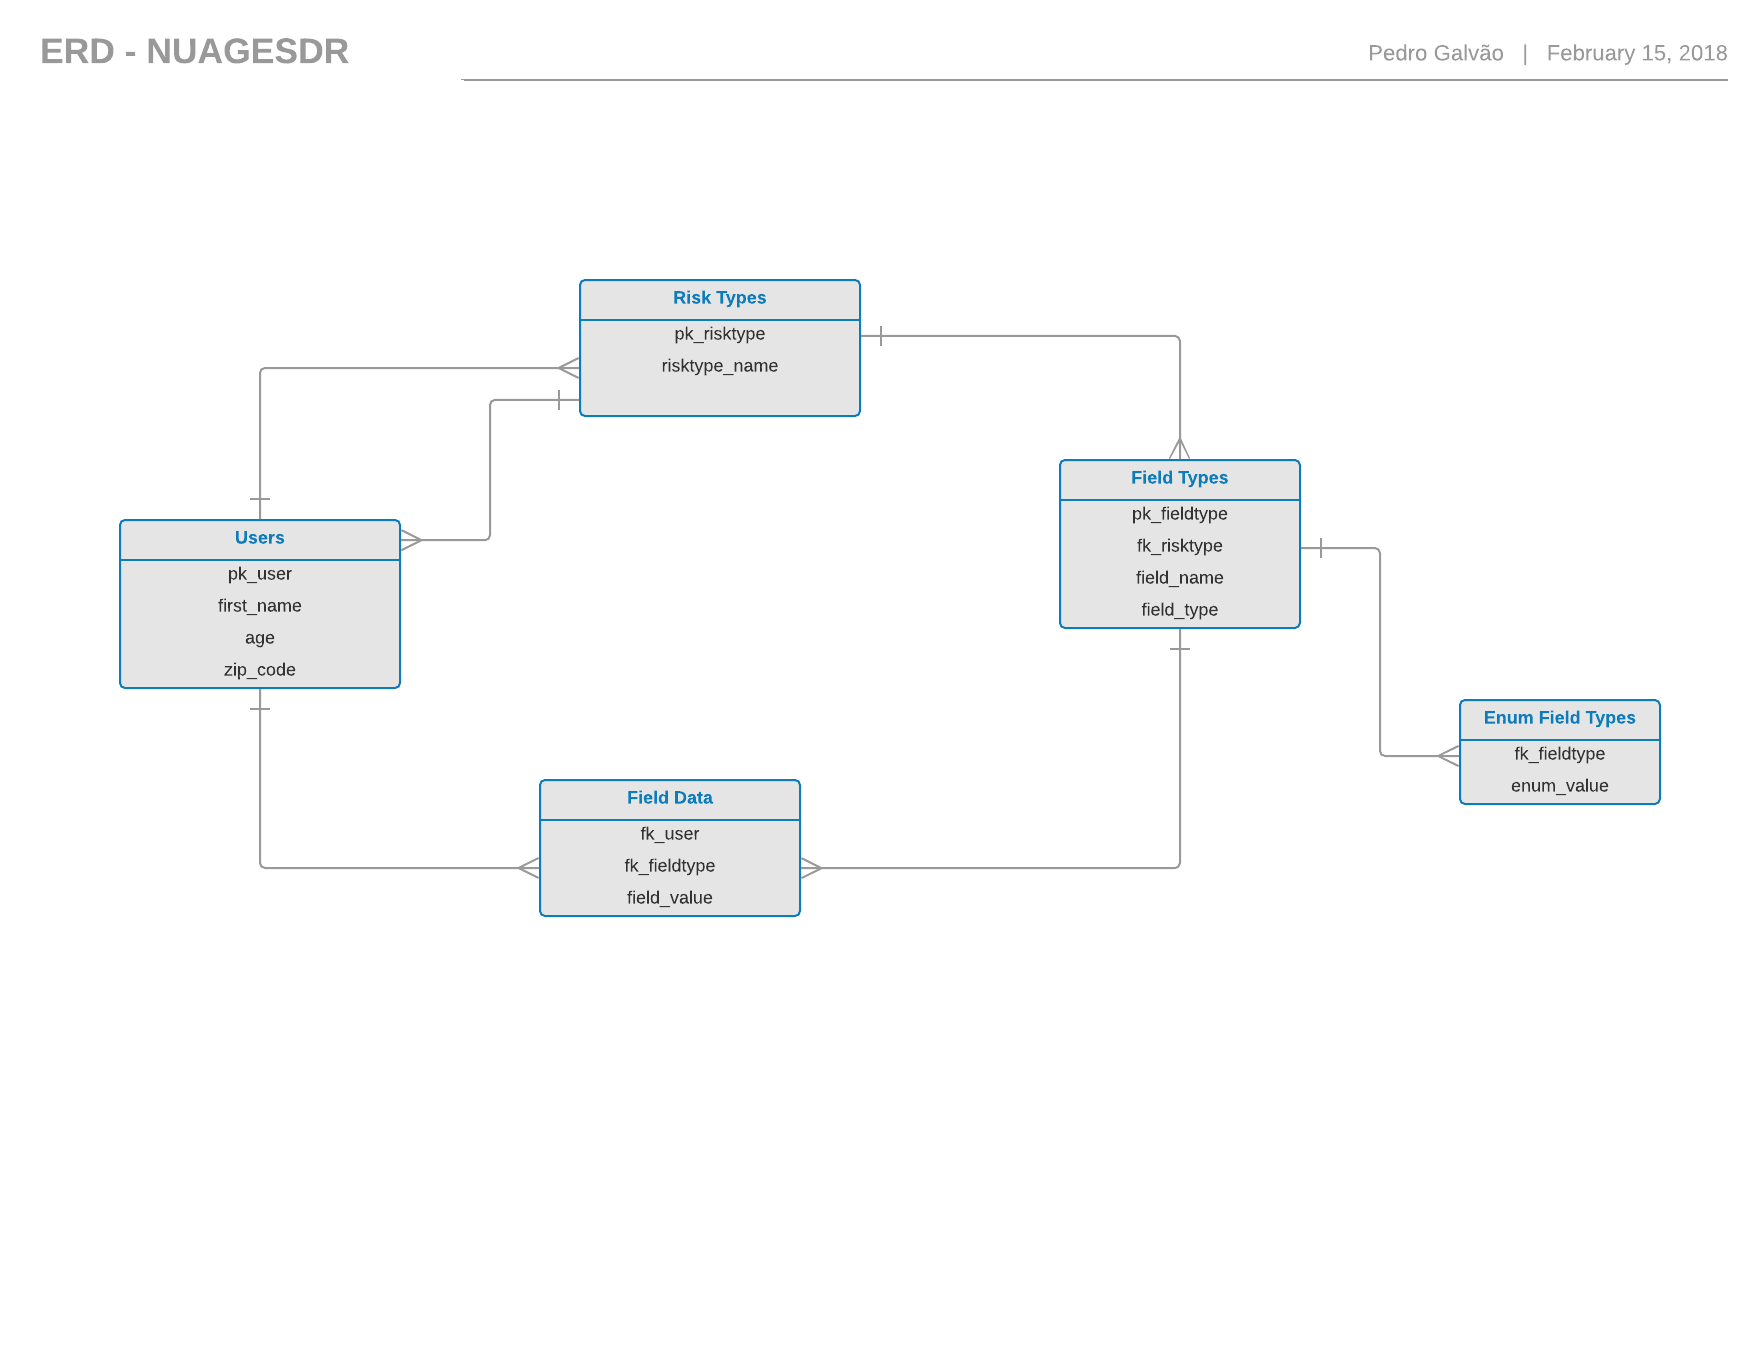 ERD - NUAGESDR
Pedro Galvão | February 15, 2018
Risk Types
pk_risktype
risktype_name
Users
pk_user
first_name
age
zip_code
Field Types
pk_fieldtype
fk_risktype
field_name
field_type
Enum Field Types
fk_fieldtype
enum_value
Field Data
fk_user
fk_fieldtype
field_value